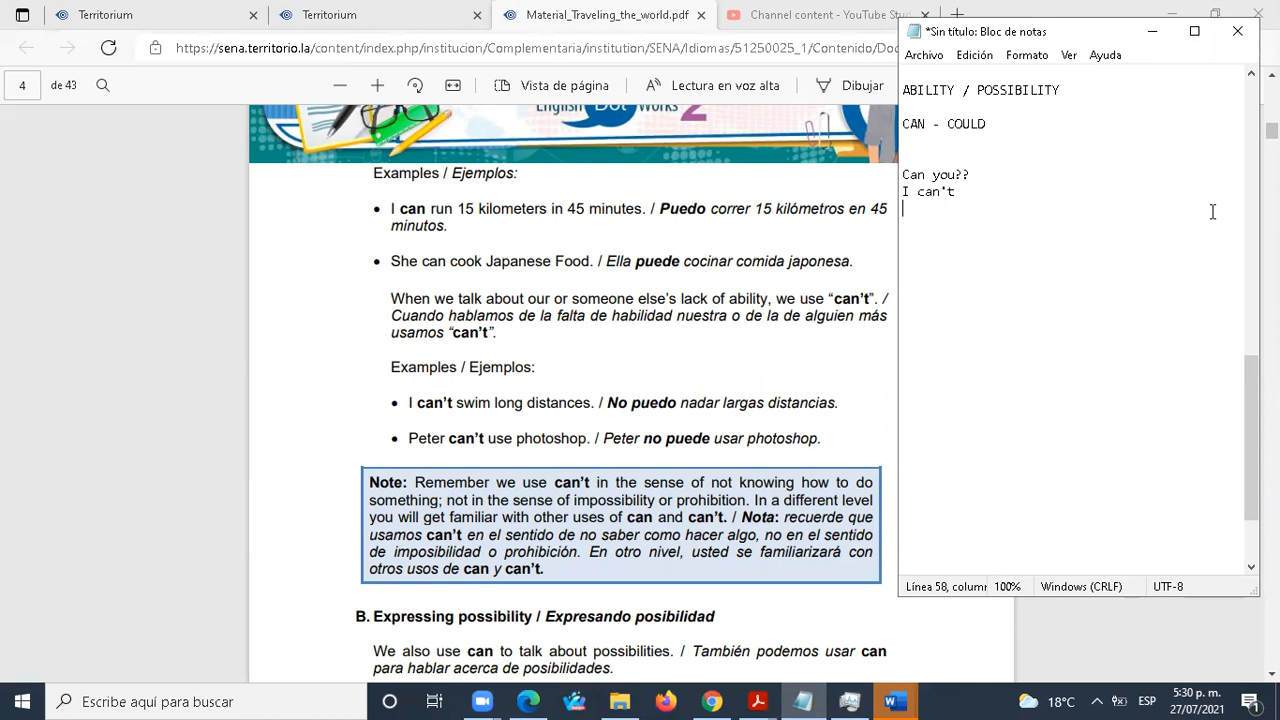 Territorium
Territorium
Material_Traveling_the_world.pdf
Channel content - YouTube Stu
https://sena.territorio.la/content/index.php/institucion/Complementaria/institution/SENA/Idiomas/51250025_1/Contenido/Doc
4 de 43
Vista de página
Lectura en voz alta
Dibujar
English Dot Works 2
Examples / Ejemplos:
• I can run 15 kilometers in 45 minutes. / Puedo correr 15 kilómetros en 45
minutos.
• She can cook Japanese Food. / Ella puede cocinar comida japonesa.
When we talk about our or someone else’s lack of ability, we use “can’t”. /
Cuando hablamos de la falta de habilidad nuestra o de la de alguien más
usamos “can’t”.
Examples / Ejemplos:
• I can’t swim long distances. / No puedo nadar largas distancias.
• Peter can’t use photoshop. / Peter no puede usar photoshop.
Note: Remember we use can’t in the sense of not knowing how to do
something; not in the sense of impossibility or prohibition. In a different level
you will get familiar with other uses of can and can’t. / Nota: recuerde que
usamos can’t en el sentido de no saber como hacer algo, no en el sentido
de imposibilidad o prohibición. En otro nivel, usted se familiarizará con
otros usos de can y can’t.
B. Expressing possibility / Expresando posibilidad
We also use can to talk about possibilities. / También podemos usar can
para hablar acerca de posibilidades.
*Sin título: Bloc de notas
Archivo Edición Formato Ver Ayuda
ABILITY / POSSIBILITY
CAN - COULD
Can you??
I can't
Línea 58, column
100%
Windows (CRLF)
UTF-8
Escribe aquí para buscar
18°C
ESP
5:30 p. m.
27/07/2021